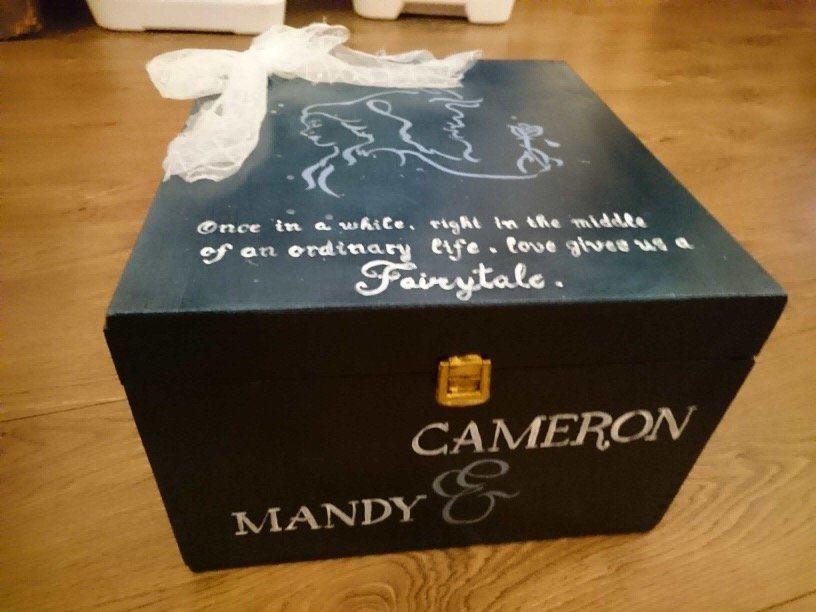 Once in a while, right in the middle
of an ordinary life, love gives us a
Fairytale.
CAMERON
&
MANDY